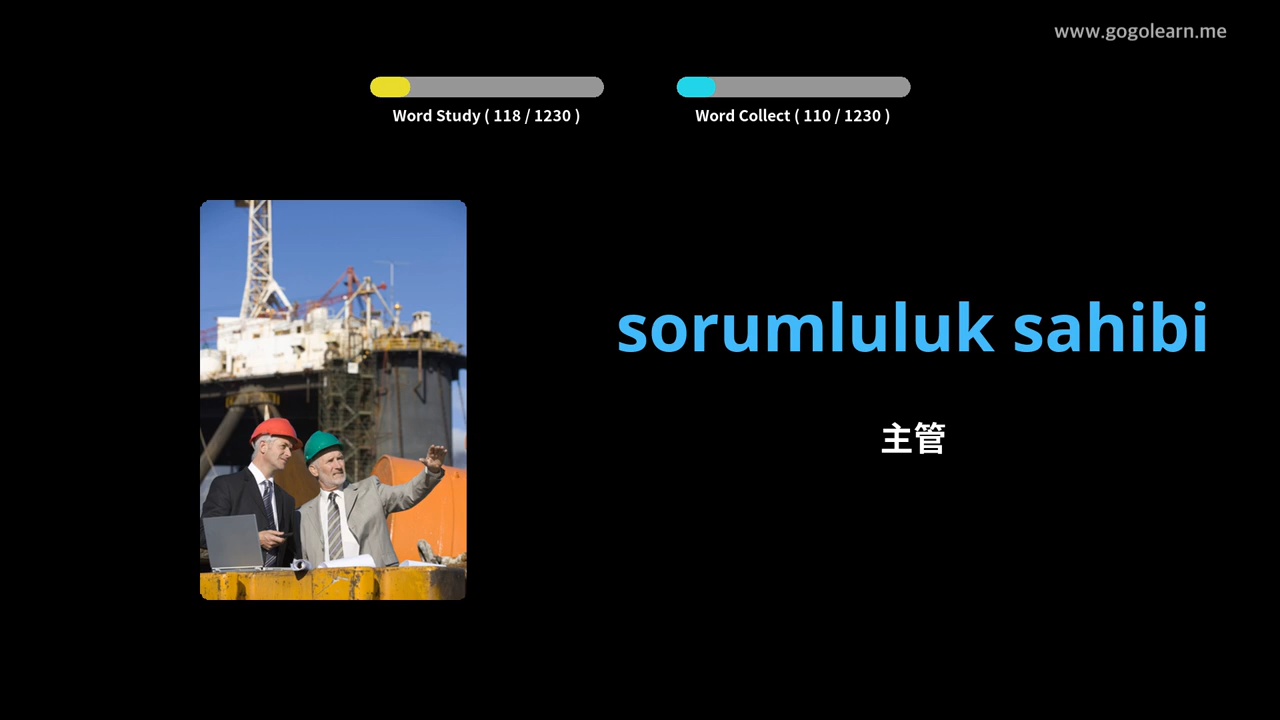 www.gogolearn.me
Word Study ( 118 / 1230 )
Word Collect ( 110 / 1230 )
sorumluluk sahibi
主管